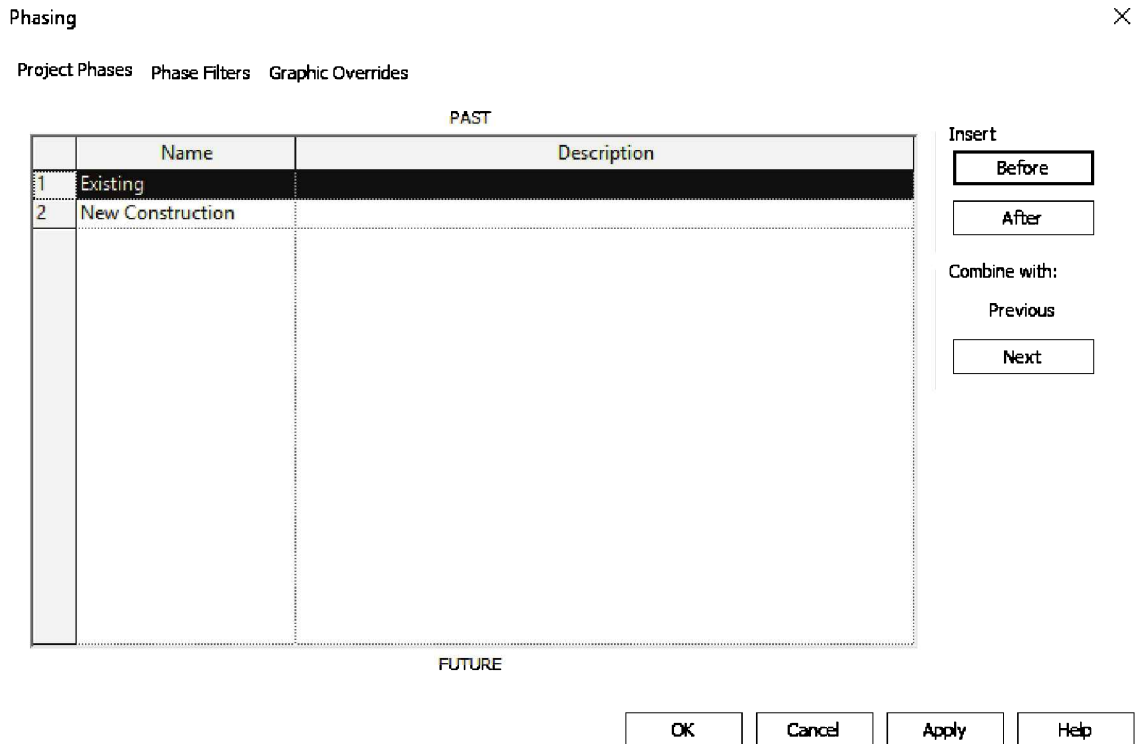 Phasing
Project Phases Phase Filters Graphic Overrides
PAST
Name Description
1 Existing
2 New Construction
FUTURE
Insert
Before
After
Combine with:
Previous
Next
OK Cancel Apply Help